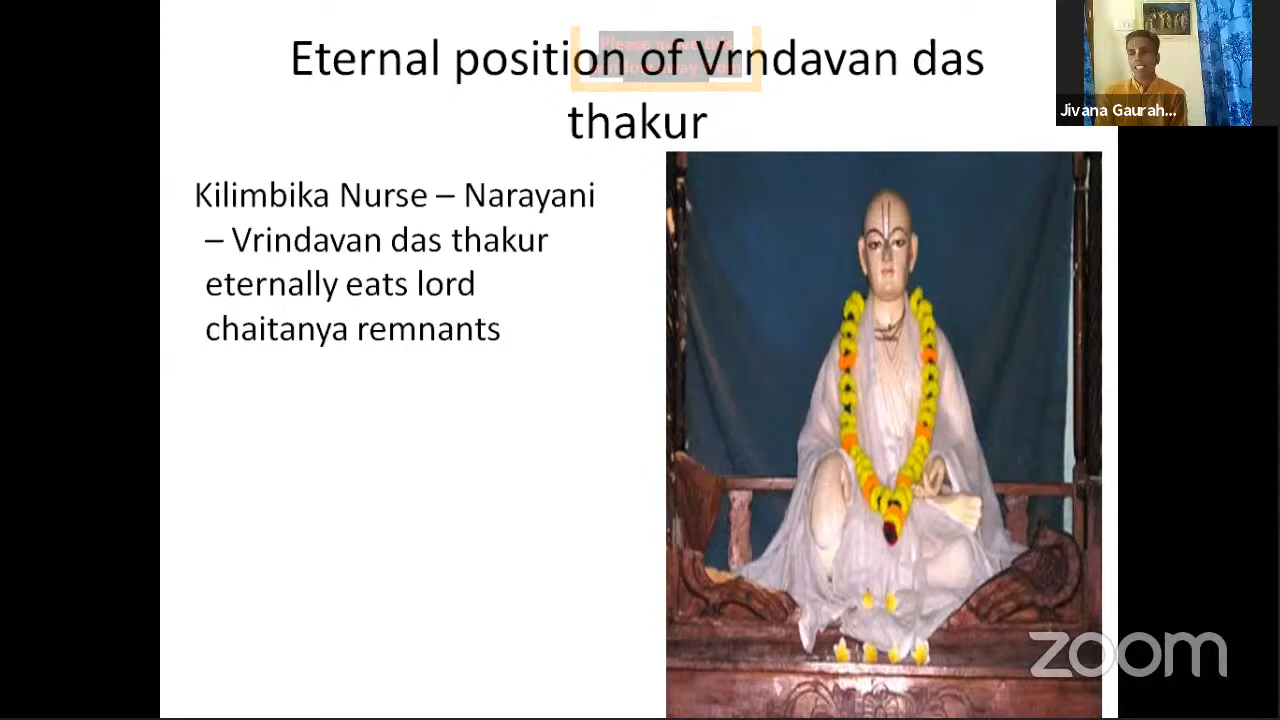 Eternal position of Vrndavan das
thakur
Jivana Gaurah...
Kilimbika Nurse – Narayani
– Vrindavan das thakur
eternally eats lord
chaitanya remnants
zoom